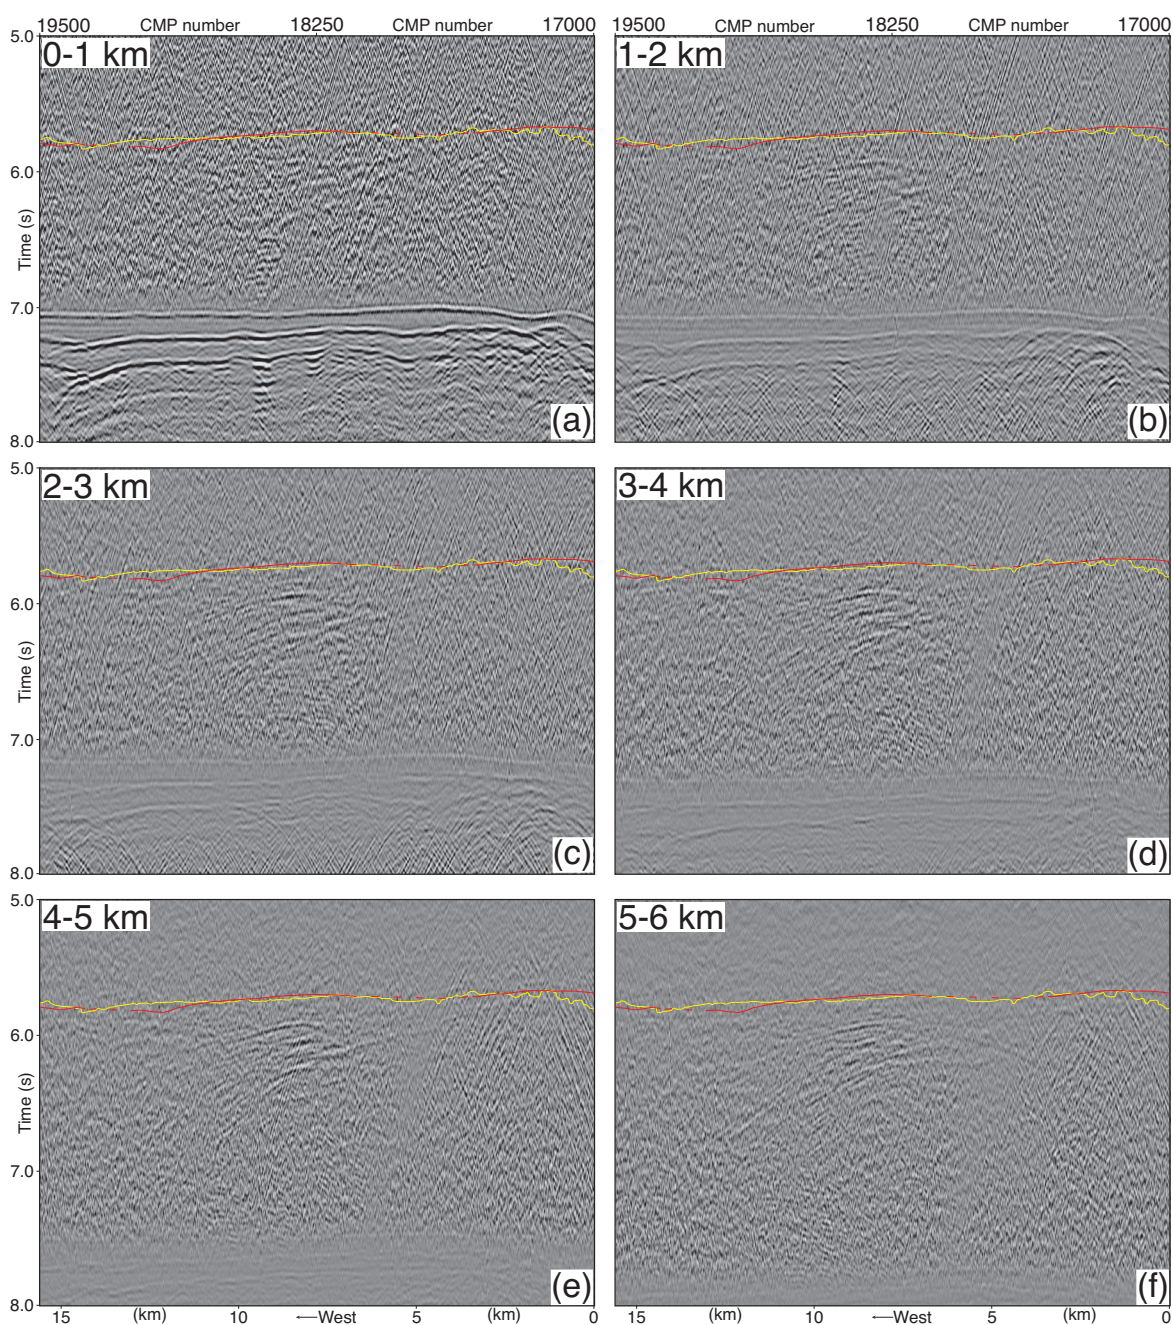 19500 CMP number 18250 CMP number 17000
19500 CMP number 18250 CMP number 17000
5.0
0-1 km
1-2 km
6.0
Time (s)
7.0
8.0
(a)
(b)
5.0
2-3 km
3-4 km
6.0
Time (s)
7.0
8.0
(c)
(d)
5.0
4-5 km
5-6 km
6.0
Time (s)
7.0
8.0
(e)
(f)
15 (km) 10 ←West 5 (km) 0
15 (km) 10 ←West 5 (km) 0